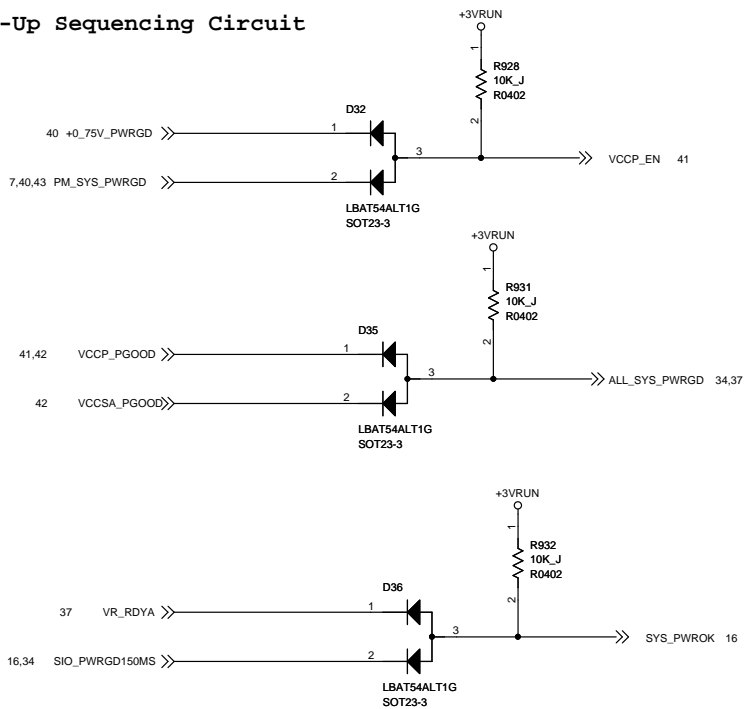 -Up Sequencing Circuit
+3VRUN
1
R928
10K_J
R0402
2
D32
40 +0_75V_PWRGD
1
3
VCCP_EN 41
7,40,43 PM_SYS_PWRGD
2
LBAT54ALT1G
SOT23-3
+3VRUN
1
R931
10K_J
R0402
2
D35
41,42 VCCP_PGOOD
1
3
ALL_SYS_PWRGD 34,37
42 VCCSA_PGOOD
2
LBAT54ALT1G
SOT23-3
+3VRUN
1
R932
10K_J
R0402
2
D36
37 VR_RDYA
1
3
SYS_PWROK 16
16,34 SIO_PWRGD150MS
2
LBAT54ALT1G
SOT23-3